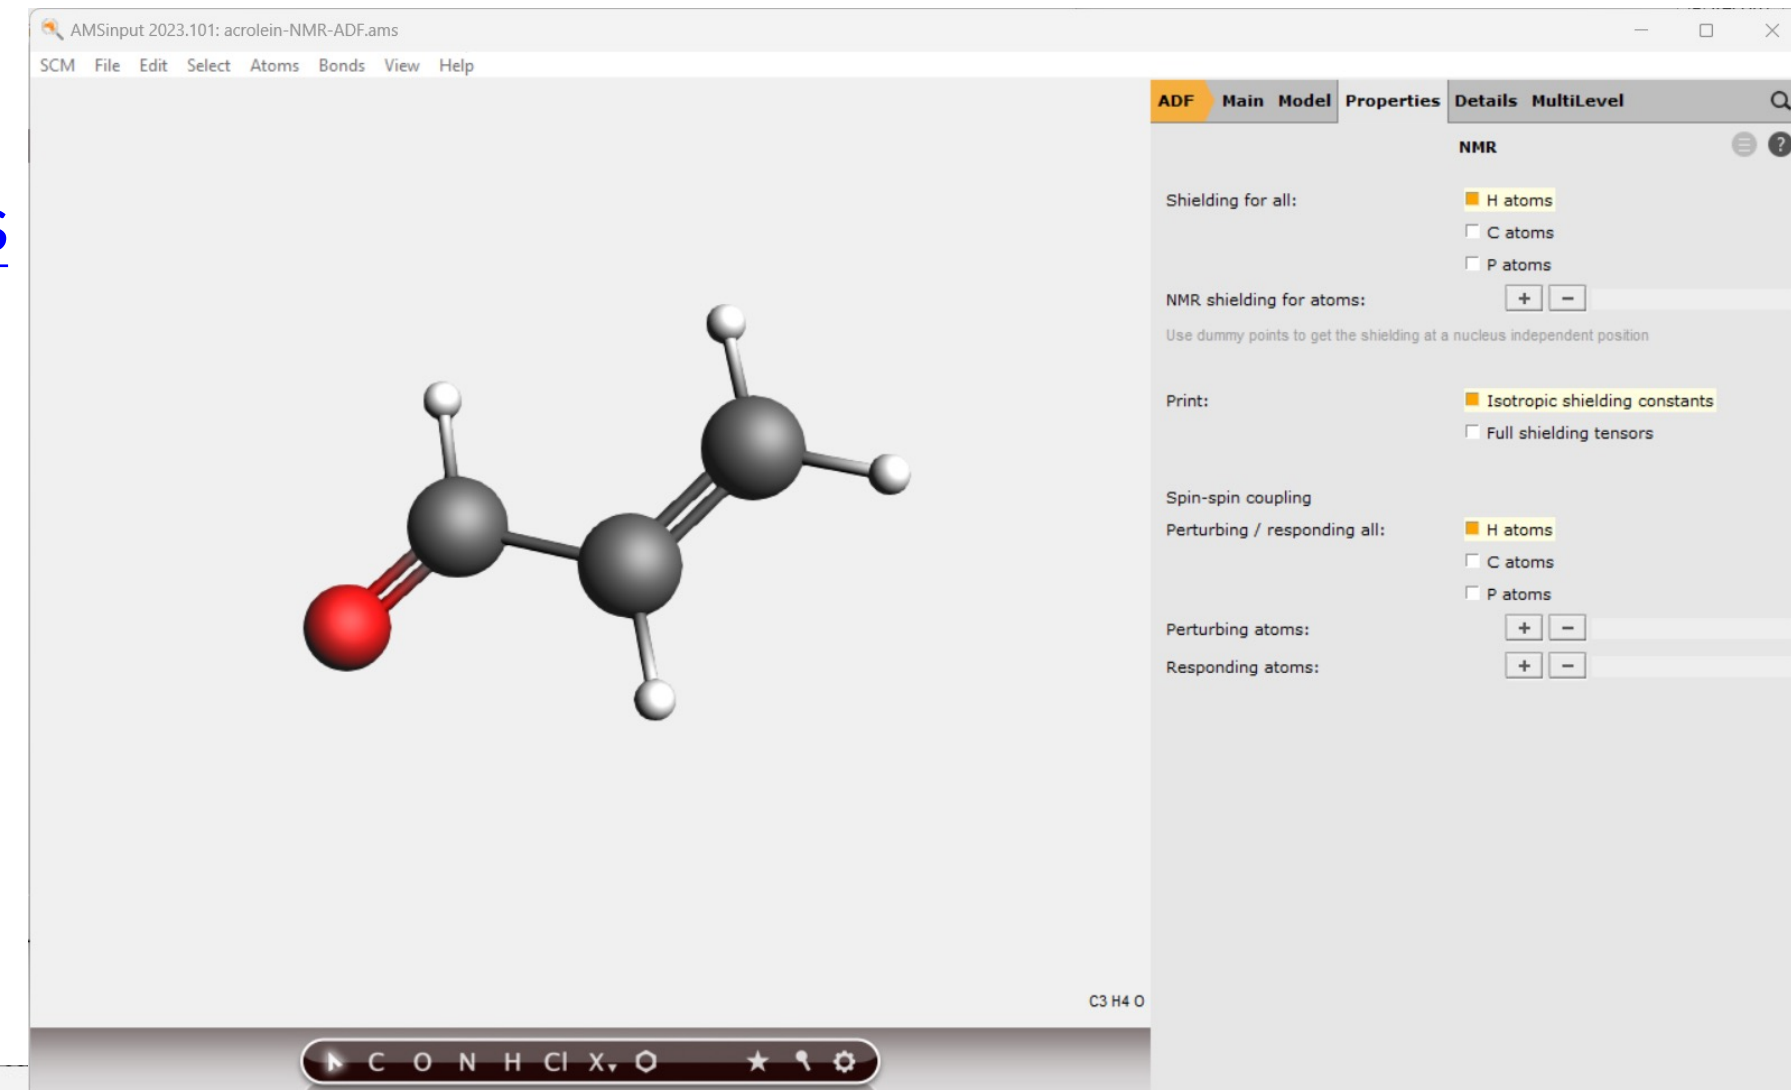 AMSinput 2023.101: acrolein-NMR-ADF.ams
SCM File Edit Select Atoms Bonds View Help
ADF Main Model Properties Details MultiLevel
NMR
?
Shielding for all: H atoms
C atoms
P atoms
NMR shielding for atoms: + −
Use dummy points to get the shielding at a nucleus independent position
Print: Isotropic shielding constants
Full shielding tensors
Spin-spin coupling
Perturbing / responding all: H atoms
C atoms
P atoms
Perturbing atoms: + −
Responding atoms: + −
C3 H4 O
C O N H Cl X